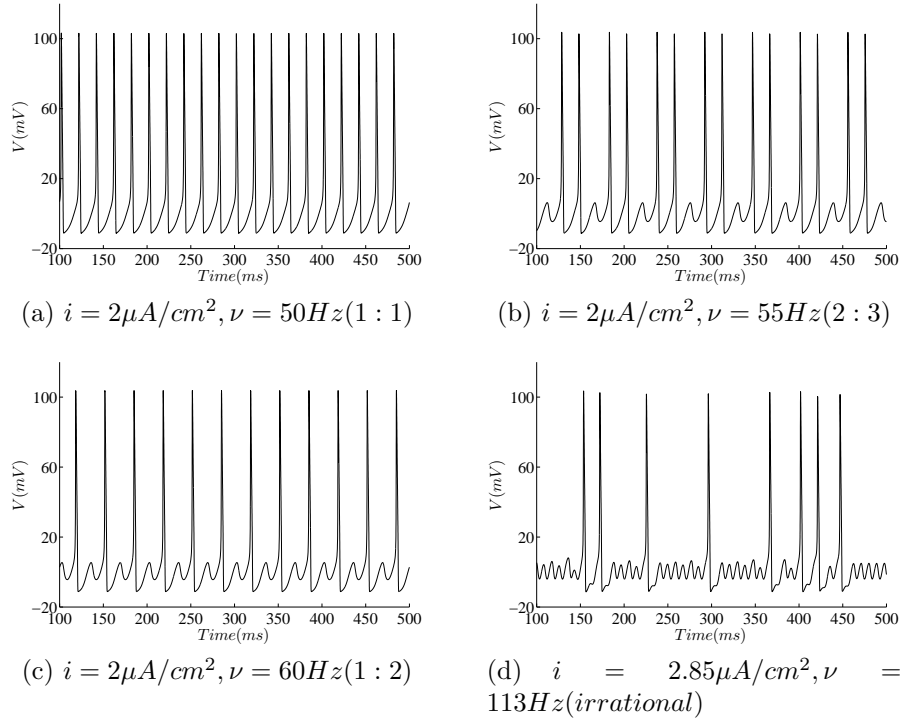 100
60
20
−20
V(mV)
100 150 200 250 300 350 400 450 500
Time(ms)
(a) i = 2µA/cm², ν = 50Hz(1 : 1)
100
60
20
−20
V(mV)
100 150 200 250 300 350 400 450 500
Time(ms)
(b) i = 2µA/cm², ν = 55Hz(2 : 3)
100
60
20
−20
V(mV)
100 150 200 250 300 350 400 450 500
Time(ms)
(c) i = 2µA/cm², ν = 60Hz(1 : 2)
100
60
20
−20
V(mV)
100 150 200 250 300 350 400 450 500
Time(ms)
(d) i = 2.85µA/cm², ν =
113Hz(irrational)